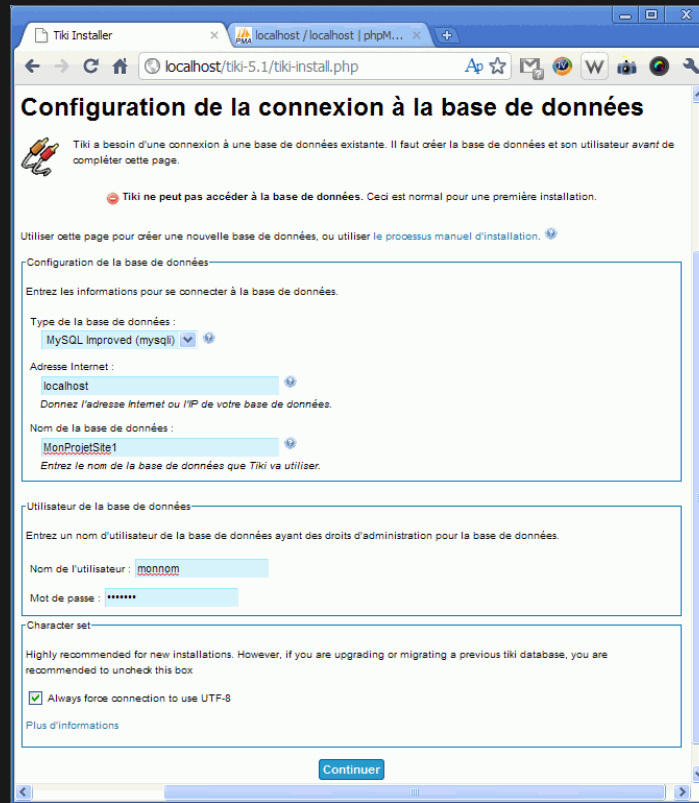 Tiki Installer
localhost / localhost | phpM...
localhost/tiki-5.1/tiki-install.php
Configuration de la connexion à la base de données
Tiki a besoin d'une connexion à une base de données existante. Il faut créer la base de données et son utilisateur avant de
compléter cette page.
Tiki ne peut pas accéder à la base de données. Ceci est normal pour une première installation.
Utiliser cette page pour créer une nouvelle base de données, ou utiliser le processus manuel d'installation.
Configuration de la base de données
Entrez les informations pour se connecter à la base de données.
Type de la base de données :
MySQL Improved (mysqli)
Adresse Internet :
localhost
Donnez l'adresse Internet ou l'IP de votre base de données.
Nom de la base de données :
MonProjetSite1
Entrez le nom de la base de données que Tiki va utiliser.
Utilisateur de la base de données
Entrez un nom d'utilisateur de la base de données ayant des droits d'administration pour la base de données.
Nom de l'utilisateur : monnom
Mot de passe : •••••••
Character set
Highly recommended for new installations. However, if you are upgrading or migrating a previous tiki database, you are
recommended to uncheck this box
Always force connection to use UTF-8
Plus d'informations
Continuer